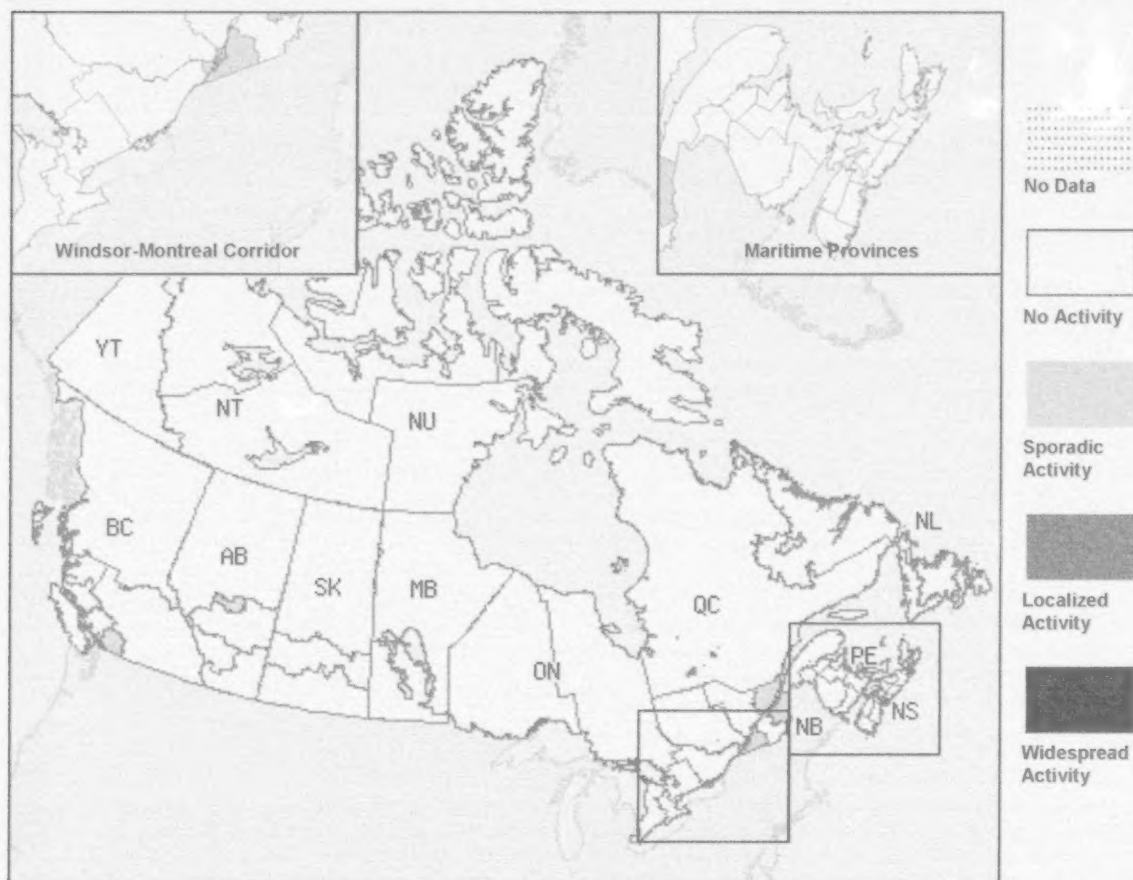 Windsor-Montreal Corridor
Maritime Provinces
No Data
No Activity
Sporadic
Activity
Localized
Activity
Widespread
Activity
YT
NT
NU
BC
AB
SK
MB
ON
QC
NL
PE
NB
NS